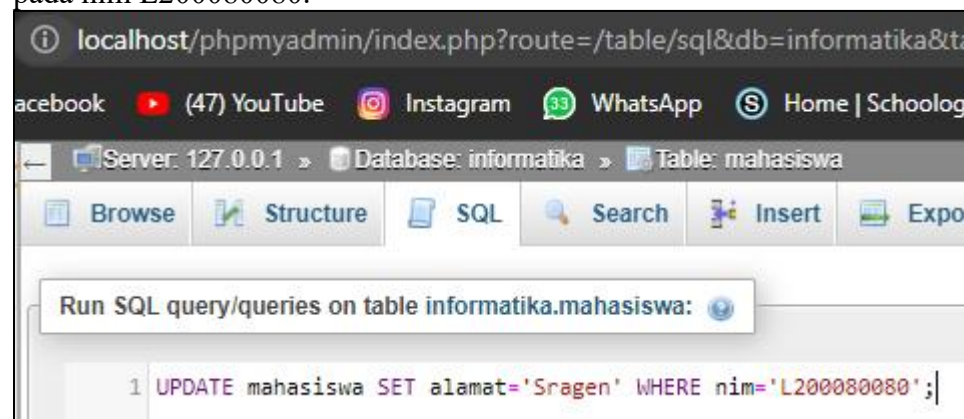 pada nim L200080080.
localhost/phpmyadmin/index.php?route=/table/sql&db=informatika&ta
acebook (47) YouTube Instagram 33 WhatsApp S Home | Schoolog
← Server: 127.0.0.1 » Database: informatika » Table: mahasiswa
Browse Structure SQL Search Insert Expo
Run SQL query/queries on table informatika.mahasiswa:
1 UPDATE mahasiswa SET alamat='Sragen' WHERE nim='L200080080';